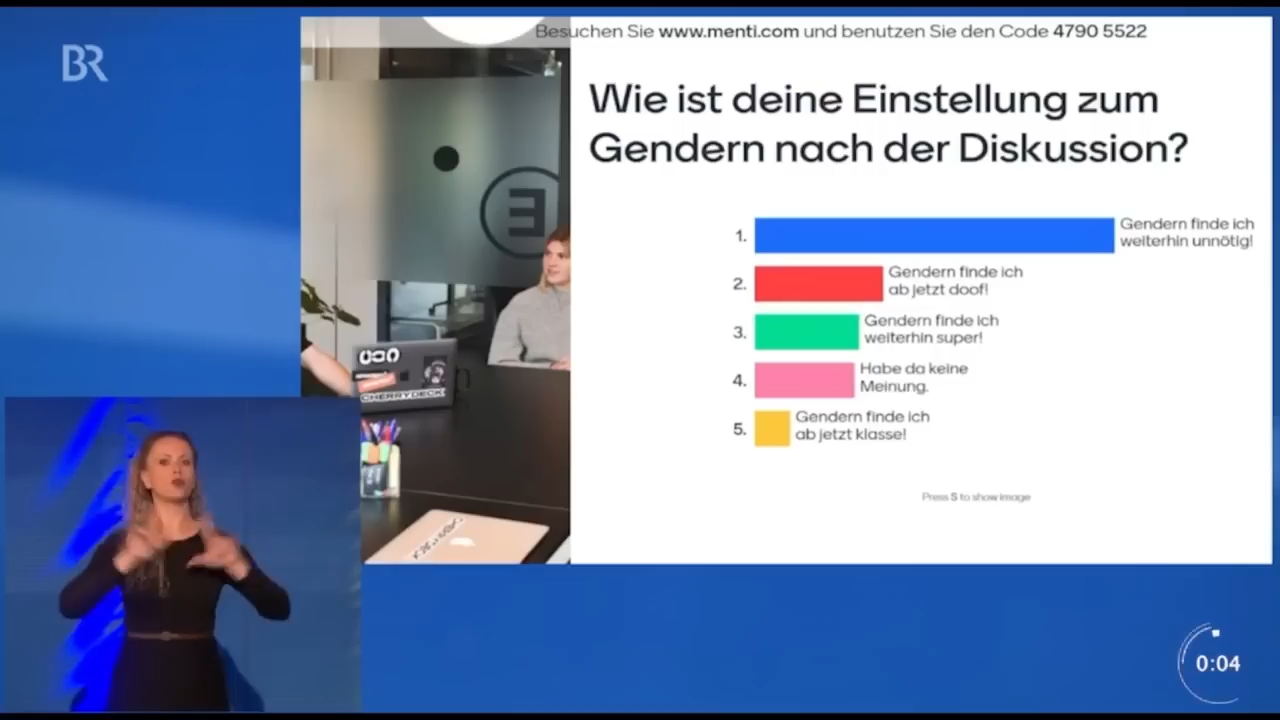 BR
Besuchen Sie www.menti.com und benutzen Sie den Code 4790 5522
Wie ist deine Einstellung zum
Gendern nach der Diskussion?
1.
Gendern finde ich
weiterhin unnötig!
2.
Gendern finde ich
ab jetzt doof!
3.
Gendern finde ich
weiterhin super!
4.
Habe da keine
Meinung.
5.
Gendern finde ich
ab jetzt klasse!
Press S to show image
CHERRYDECK
0:04